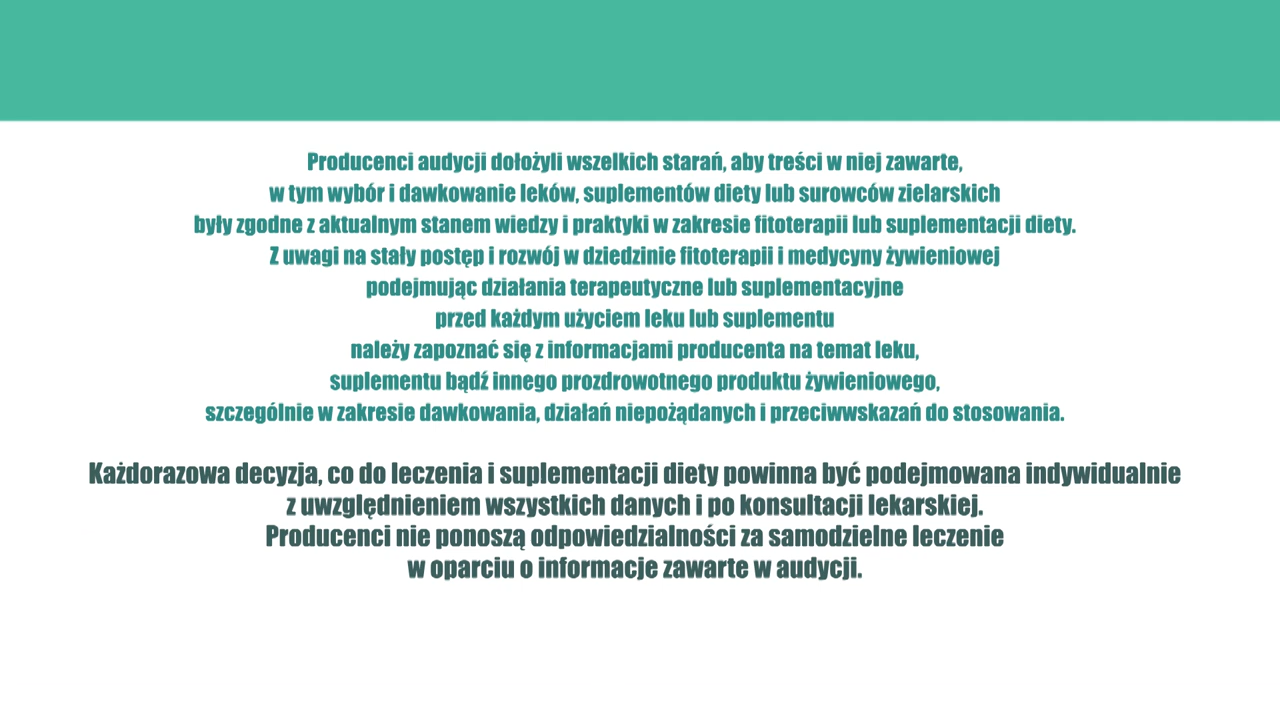 Producenci audycji dołożyli wszelkich starań, aby treści w niej zawarte,
w tym wybór i dawkowanie leków, suplementów diety lub surowców zielarskich
były zgodne z aktualnym stanem wiedzy i praktyki w zakresie fitoterapii lub suplementacji diety.
Z uwagi na stały postęp i rozwój w dziedzinie fitoterapii i medycyny żywieniowej
podejmując działania terapeutyczne lub suplementacyjne
przed każdym użyciem leku lub suplementu
należy zapoznać się z informacjami producenta na temat leku,
suplementu bądź innego prozdrowotnego produktu żywieniowego,
szczególnie w zakresie dawkowania, działań niepożądanych i przeciwwskazań do stosowania.
Każdorazowa decyzja, co do leczenia i suplementacji diety powinna być podejmowana indywidualnie
z uwzględnieniem wszystkich danych i po konsultacji lekarskiej.
Producenci nie ponoszą odpowiedzialności za samodzielne leczenie
w oparciu o informacje zawarte w audycji.